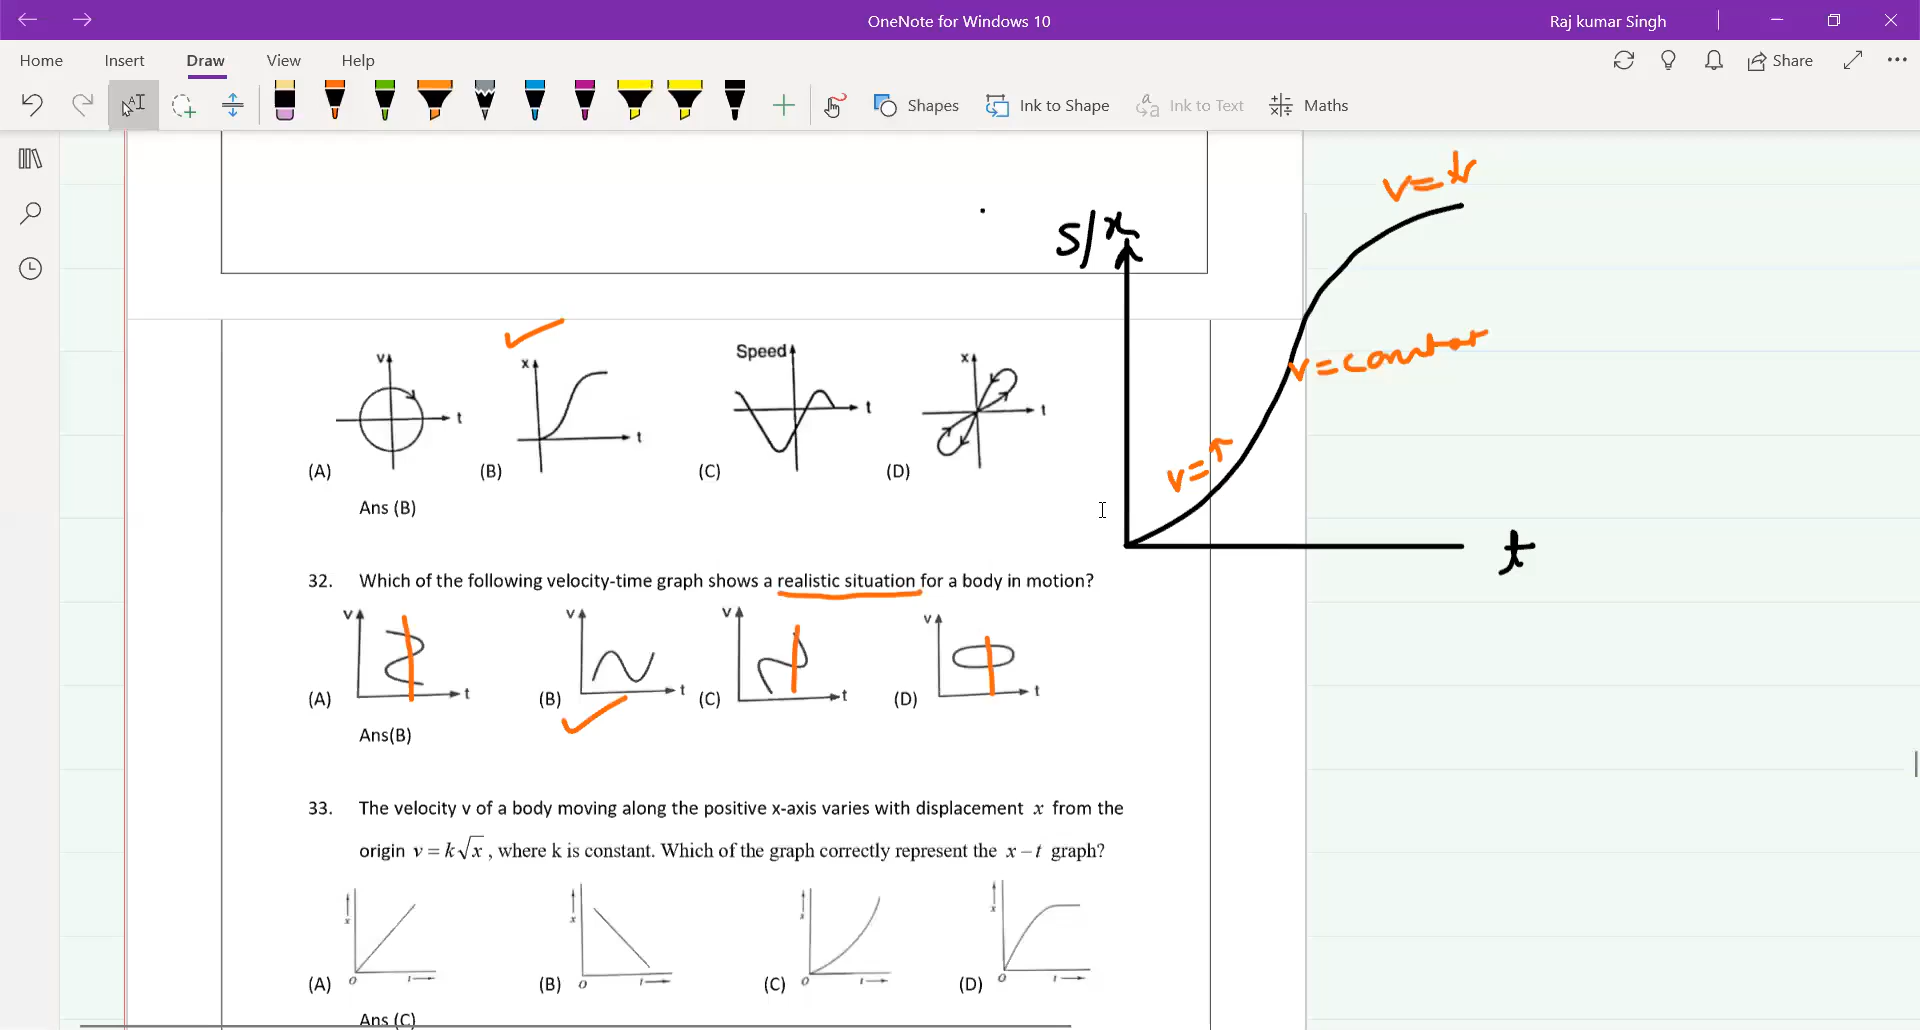 OneNote for Windows 10
Raj kumar Singh
Home Insert Draw View Help
Share
Shapes Ink to Shape Ink to Text Maths
v=↓
S/x
v=constant
v=↑
t
v t
x t
Speed t
x t
(A) (B) (C) (D)
Ans (B)
32. Which of the following velocity-time graph shows a realistic situation for a body in motion?
v t
v t
v t
v t
(A) (B) (C) (D)
Ans(B)
33. The velocity v of a body moving along the positive x-axis varies with displacement x from the
origin v = k√x , where k is constant. Which of the graph correctly represent the x – t graph?
x O t
x O t
x O t
x O t
(A) (B) (C) (D)
Ans (C)